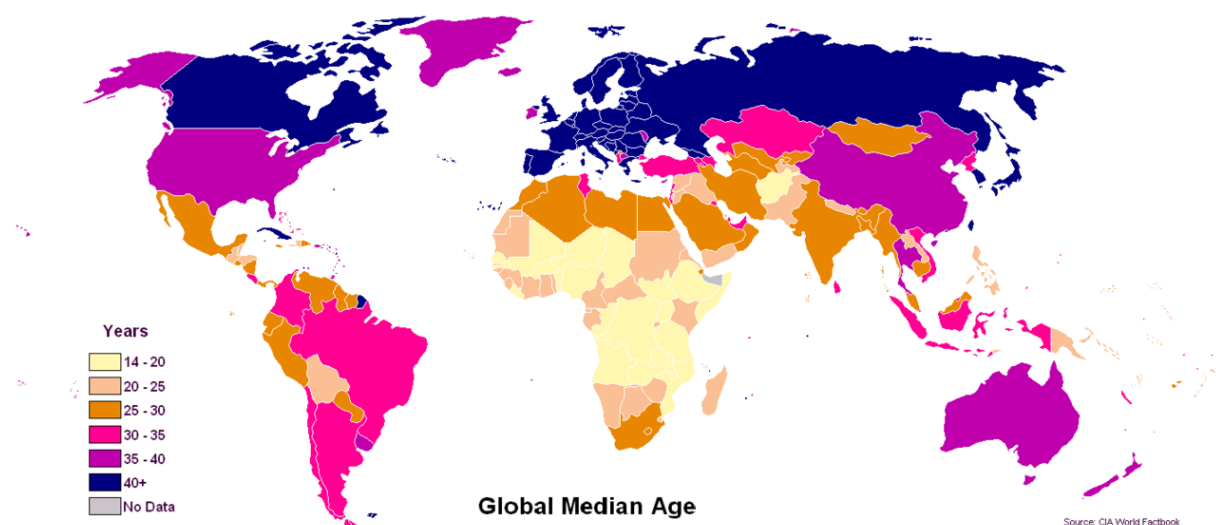 Years
14 - 20
20 - 25
25 - 30
30 - 35
35 - 40
40+
No Data
Global Median Age
Source: CIA World Factbook